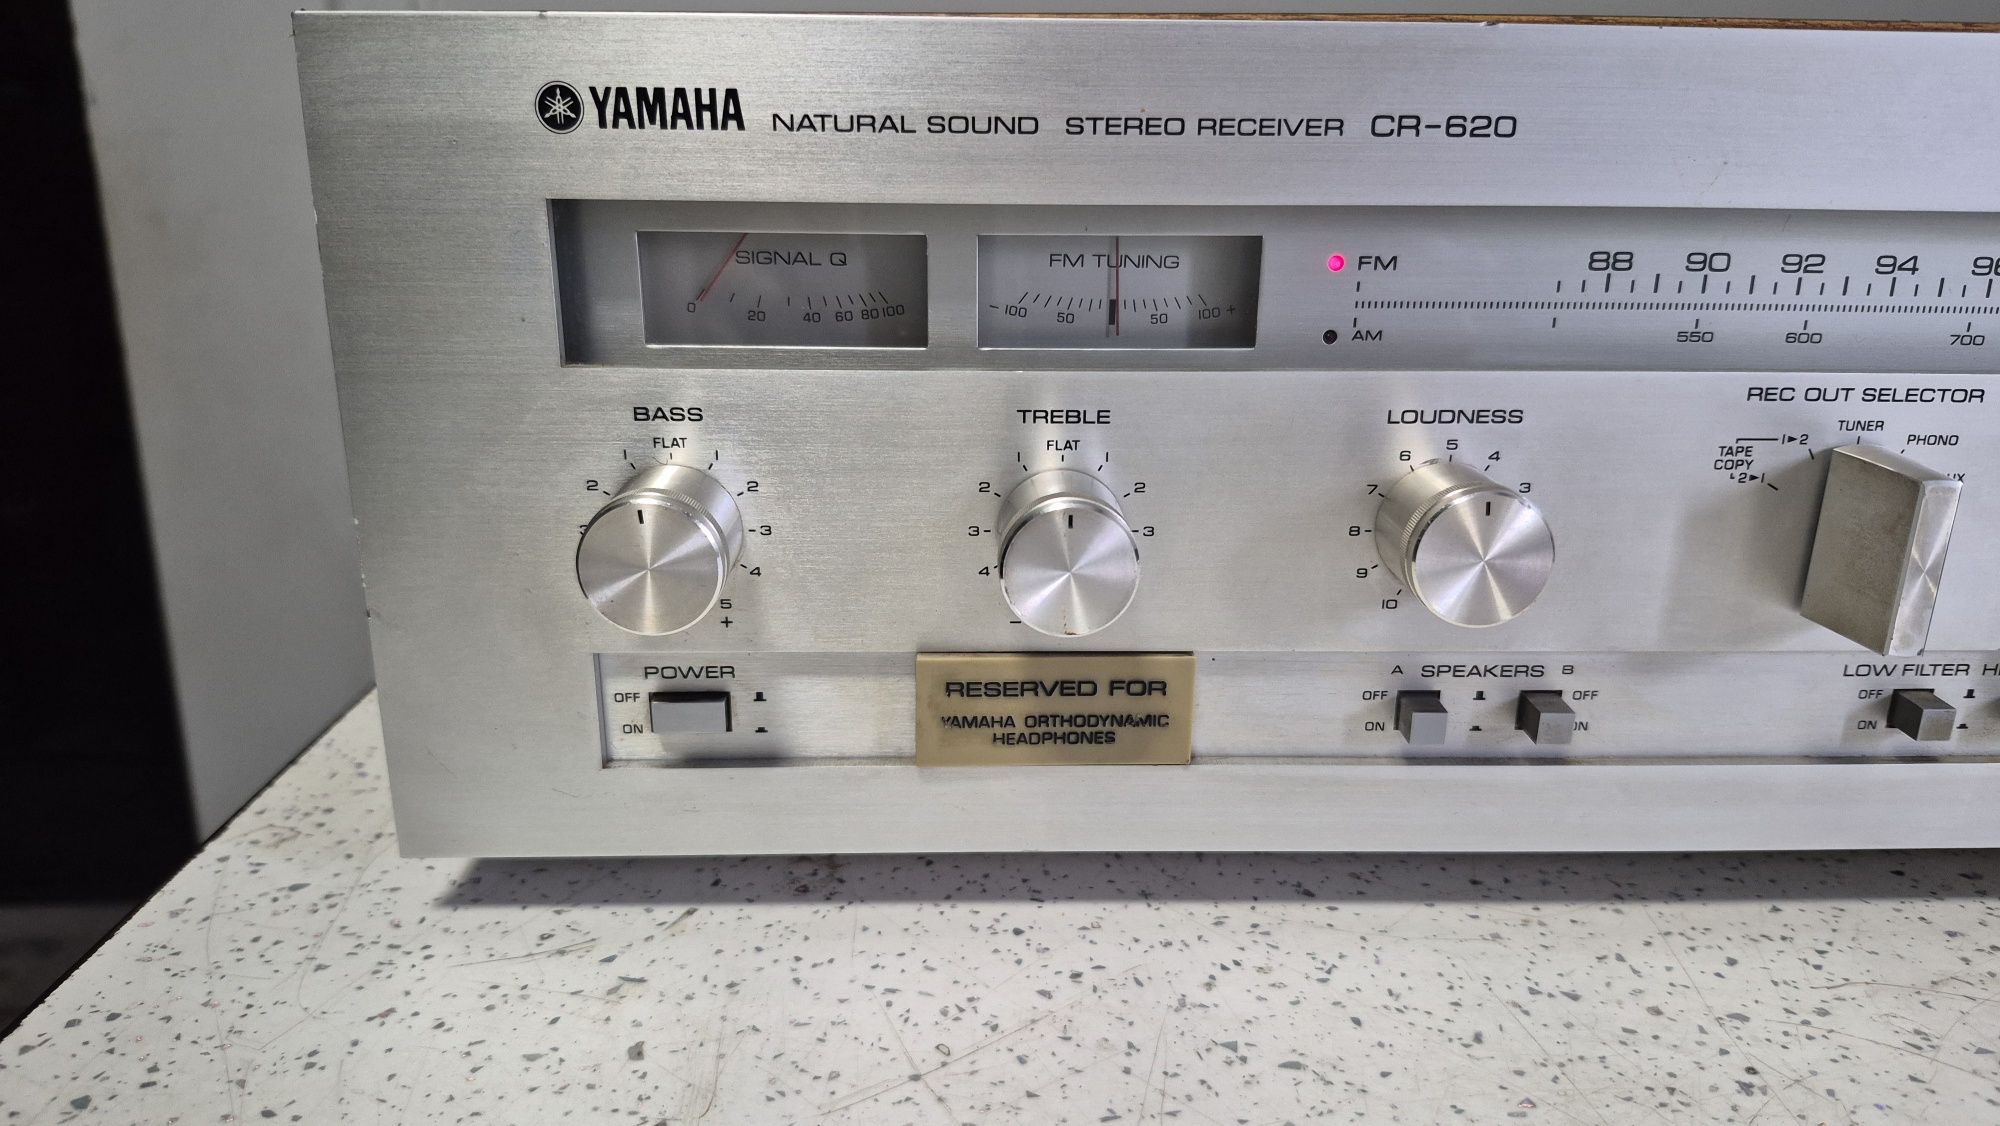 YAMAHA NATURAL SOUND STEREO RECEIVER CR-620
SIGNAL Q
0 20 40 60 80 100
FM TUNING
- 100 50 50 100 +
FM 88 90 92 94
AM 550 600 700
BASS
FLAT
2 2
3 3
4
5
+
TREBLE
FLAT
2 2
3 3
4
-
LOUDNESS
5
6 4
7 3
8
9
10
REC OUT SELECTOR
TUNER
PHONO
TAPE COPY
1▶2
2▶1
POWER
OFF
ON
RESERVED FOR
YAMAHA ORTHODYNAMIC
HEADPHONES
A SPEAKERS B
OFF OFF
ON ON
LOW FILTER
OFF
ON